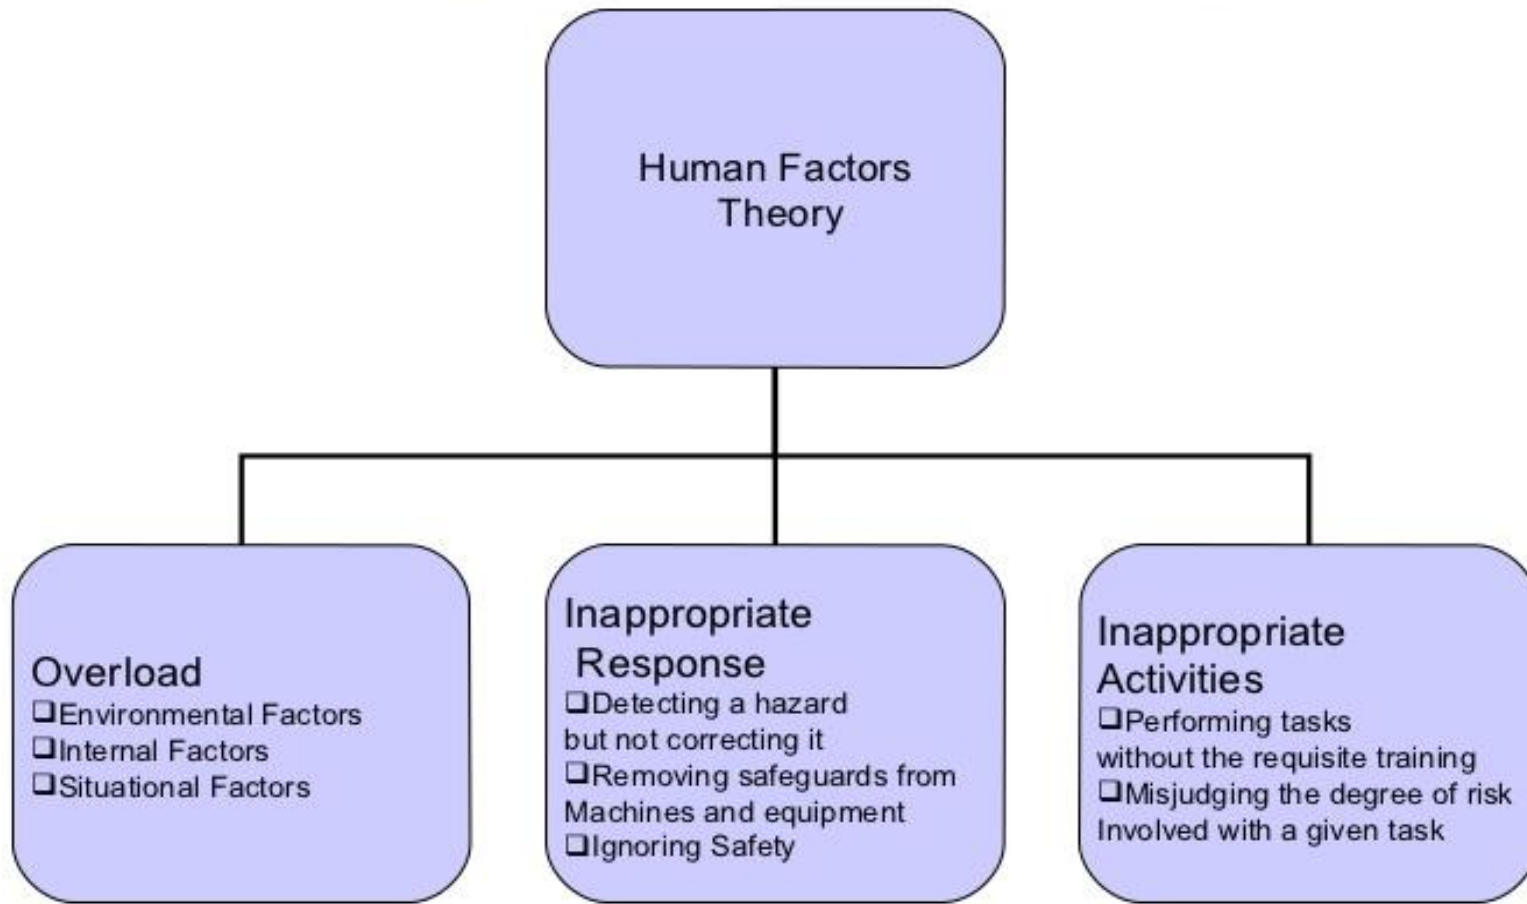 Human Factors
Theory
Overload
❑Environmental Factors
❑Internal Factors
❑Situational Factors
Inappropriate
Response
❑Detecting a hazard
but not correcting it
❑Removing safeguards from
Machines and equipment
❑Ignoring Safety
Inappropriate
Activities
❑Performing tasks
without the requisite training
❑Misjudging the degree of risk
Involved with a given task